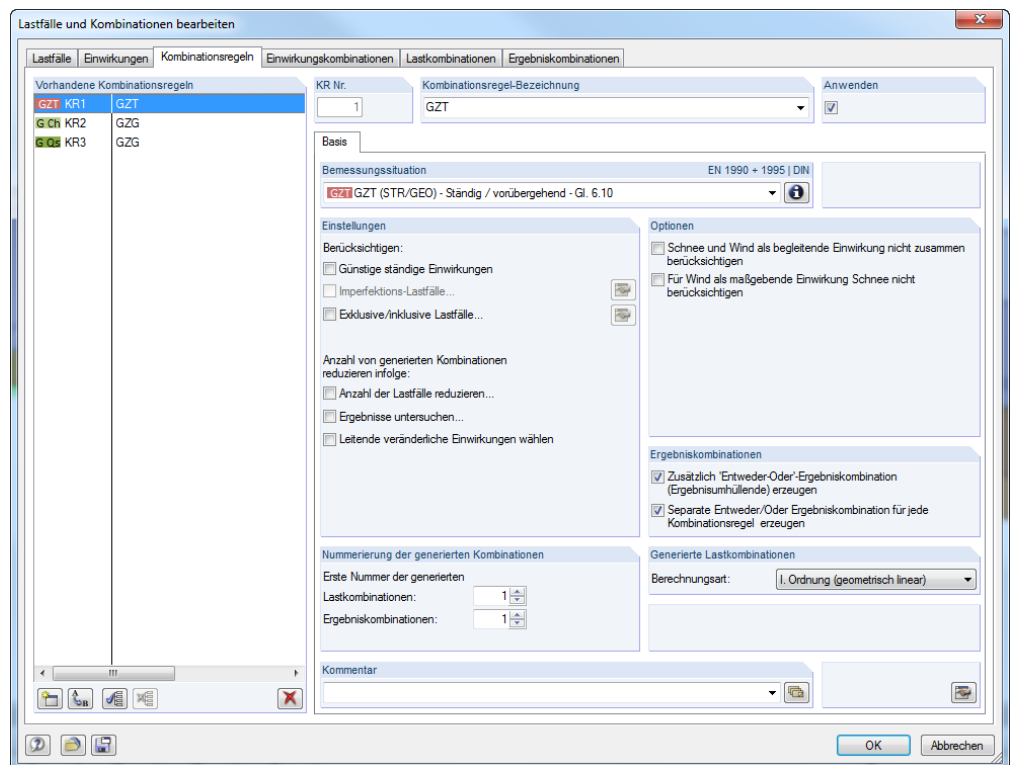 Lastfälle und Kombinationen bearbeiten
Lastfälle Einwirkungen Kombinationsregeln Einwirkungskombinationen Lastkombinationen Ergebniskombinationen
Vorhandene Kombinationsregeln
GZT KR1 GZT
G Ch KR2 GZG
G Qs KR3 GZG
KR Nr.
1
Kombinationsregel-Bezeichnung
GZT
Anwenden
Basis
Bemessungssituation EN 1990 + 1995 | DIN
GZT GZT (STR/GEO) - Ständig / vorübergehend - Gl. 6.10
Einstellungen
Berücksichtigen:
Günstige ständige Einwirkungen
Imperfektions-Lastfälle...
Exklusive/inklusive Lastfälle...
Anzahl von generierten Kombinationen
reduzieren infolge:
Anzahl der Lastfälle reduzieren...
Ergebnisse untersuchen...
Leitende veränderliche Einwirkungen wählen
Optionen
Schnee und Wind als begleitende Einwirkung nicht zusammen
berücksichtigen
Für Wind als maßgebende Einwirkung Schnee nicht
berücksichtigen
Ergebniskombinationen
Zusätzlich 'Entweder-Oder'-Ergebniskombination
(Ergebnisumhüllende) erzeugen
Separate Entweder/Oder Ergebniskombination für jede
Kombinationsregel erzeugen
Nummerierung der generierten Kombinationen
Erste Nummer der generierten
Lastkombinationen: 1
Ergebniskombinationen: 1
Generierte Lastkombinationen
Berechnungsart: I. Ordnung (geometrisch linear)
Kommentar
OK Abbrechen